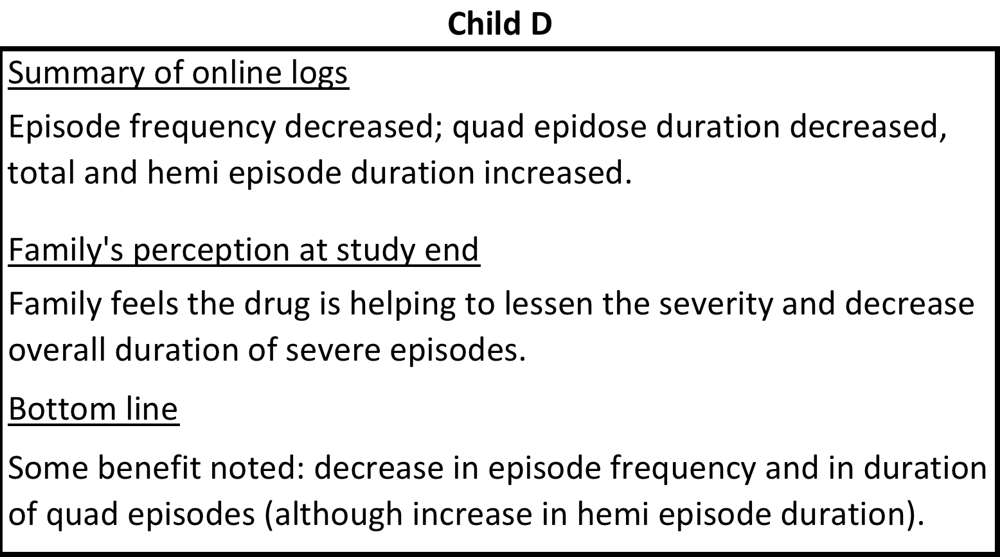 Child D
Summary of online logs
Episode frequency decreased; quad epidose duration decreased,
total and hemi episode duration increased.
Family's perception at study end
Family feels the drug is helping to lessen the severity and decrease
overall duration of severe episodes.
Bottom line
Some benefit noted: decrease in episode frequency and in duration
of quad episodes (although increase in hemi episode duration).